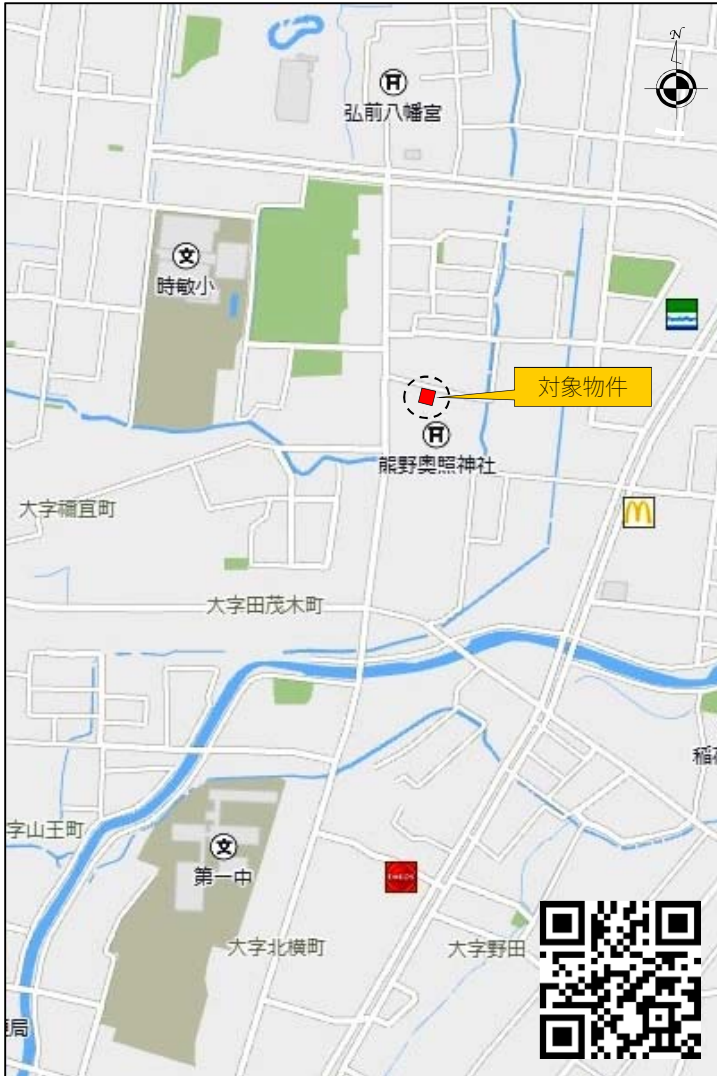 N
弘前八幡宮
時敏小
FamilyMart
対象物件
熊野奥照神社
大字禰宜町
大字田茂木町
稲
字山王町
第一中
ENEOS
大字北横町
大字野田
局